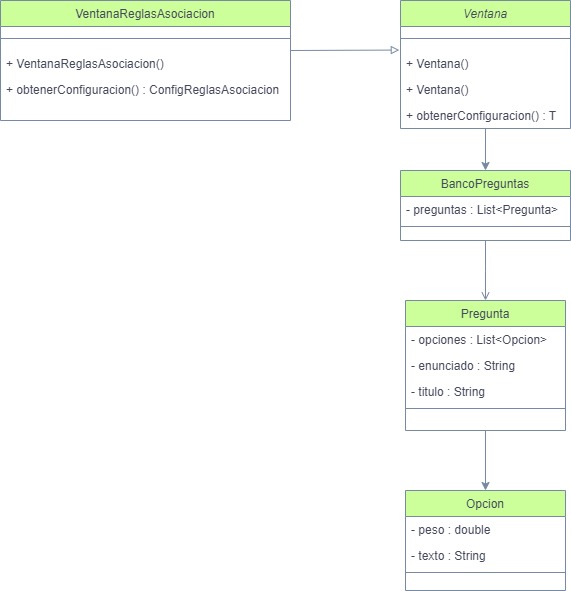 VentanaReglasAsociacion
+ VentanaReglasAsociacion()
+ obtenerConfiguracion() : ConfigReglasAsociacion
Ventana
+ Ventana()
+ Ventana()
+ obtenerConfiguracion() : T
BancoPreguntas
- preguntas : List<Pregunta>
Pregunta
- opciones : List<Opcion>
- enunciado : String
- titulo : String
Opcion
- peso : double
- texto : String